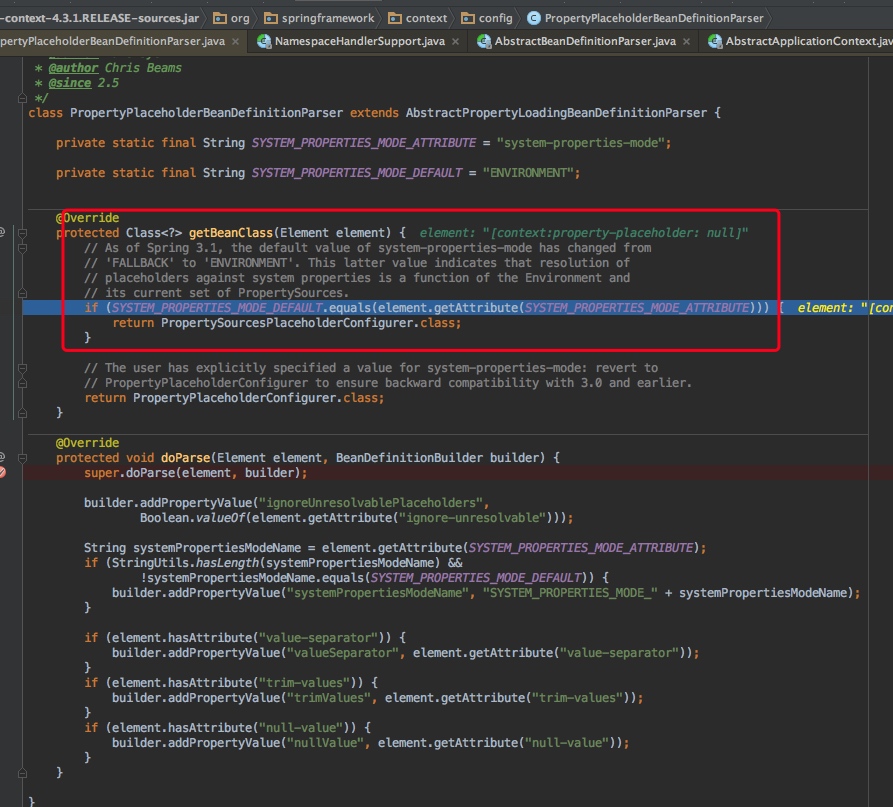 -context-4.3.1.RELEASE-sources.jar org springframework context config PropertyPlaceholderBeanDefinitionParser
pertyPlaceholderBeanDefinitionParser.java × NamespaceHandlerSupport.java × AbstractBeanDefinitionParser.java × AbstractApplicationContext.jav
* @author Chris Beams
* @since 2.5
*/
class PropertyPlaceholderBeanDefinitionParser extends AbstractPropertyLoadingBeanDefinitionParser {
private static final String SYSTEM_PROPERTIES_MODE_ATTRIBUTE = "system-properties-mode";
private static final String SYSTEM_PROPERTIES_MODE_DEFAULT = "ENVIRONMENT";
@Override
protected Class<?> getBeanClass(Element element) { element: "[context:property-placeholder: null]"
// As of Spring 3.1, the default value of system-properties-mode has changed from
// 'FALLBACK' to 'ENVIRONMENT'. This latter value indicates that resolution of
// placeholders against system properties is a function of the Environment and
// its current set of PropertySources.
if (SYSTEM_PROPERTIES_MODE_DEFAULT.equals(element.getAttribute(SYSTEM_PROPERTIES_MODE_ATTRIBUTE))) { element: "[con
return PropertySourcesPlaceholderConfigurer.class;
}
// The user has explicitly specified a value for system-properties-mode: revert to
// PropertyPlaceholderConfigurer to ensure backward compatibility with 3.0 and earlier.
return PropertyPlaceholderConfigurer.class;
}
@Override
protected void doParse(Element element, BeanDefinitionBuilder builder) {
super.doParse(element, builder);
builder.addPropertyValue("ignoreUnresolvablePlaceholders",
Boolean.valueOf(element.getAttribute("ignore-unresolvable")));
String systemPropertiesModeName = element.getAttribute(SYSTEM_PROPERTIES_MODE_ATTRIBUTE);
if (StringUtils.hasLength(systemPropertiesModeName) &&
!systemPropertiesModeName.equals(SYSTEM_PROPERTIES_MODE_DEFAULT)) {
builder.addPropertyValue("systemPropertiesModeName", "SYSTEM_PROPERTIES_MODE_" + systemPropertiesModeName);
}
if (element.hasAttribute("value-separator")) {
builder.addPropertyValue("valueSeparator", element.getAttribute("value-separator"));
}
if (element.hasAttribute("trim-values")) {
builder.addPropertyValue("trimValues", element.getAttribute("trim-values"));
}
if (element.hasAttribute("null-value")) {
builder.addPropertyValue("nullValue", element.getAttribute("null-value"));
}
}
}